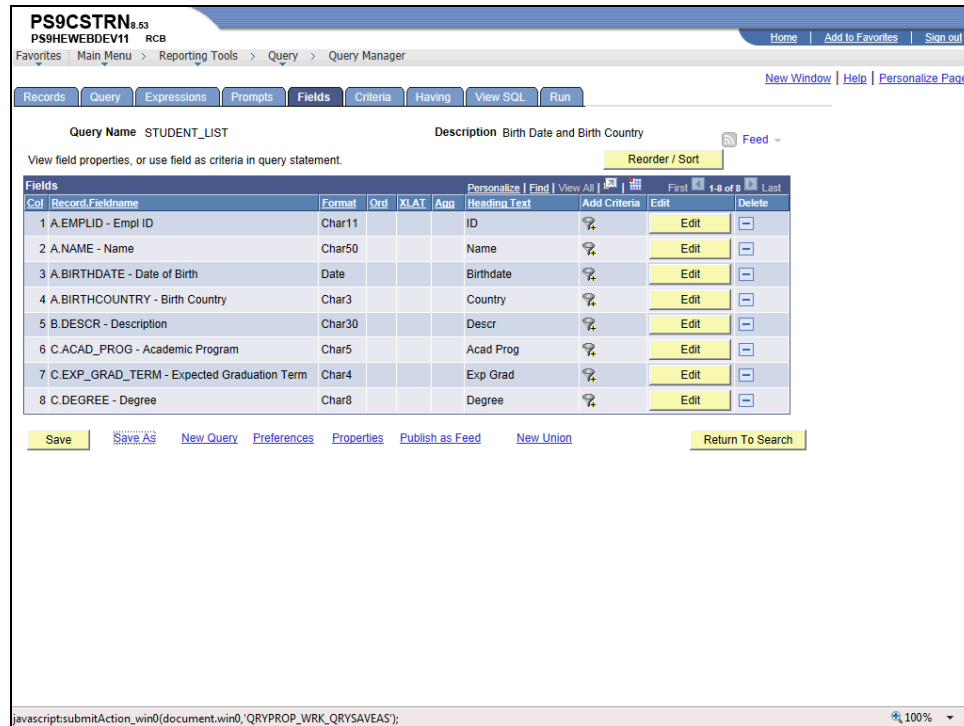 PS9CSTRN8.53
PS9HEWEBDEV11 RCB
Home | Add to Favorites | Sign out
Favorites Main Menu > Reporting Tools > Query > Query Manager
New Window | Help | Personalize Page
Records Query Expressions Prompts Fields Criteria Having View SQL Run
Query Name STUDENT_LIST Description Birth Date and Birth Country Feed
View field properties, or use field as criteria in query statement. Reorder / Sort
Fields Personalize | Find | View All | | First 1-8 of 8 Last
Col Record.Fieldname Format Ord XLAT Agg Heading Text Add Criteria Edit Delete
1 A.EMPLID - Empl ID Char11 ID Edit
2 A.NAME - Name Char50 Name Edit
3 A.BIRTHDATE - Date of Birth Date Birthdate Edit
4 A.BIRTHCOUNTRY - Birth Country Char3 Country Edit
5 B.DESCR - Description Char30 Descr Edit
6 C.ACAD_PROG - Academic Program Char5 Acad Prog Edit
7 C.EXP_GRAD_TERM - Expected Graduation Term Char4 Exp Grad Edit
8 C.DEGREE - Degree Char8 Degree Edit
Save Save As New Query Preferences Properties Publish as Feed New Union Return To Search
javascript:submitAction_win0(document.win0,'QRYPROP_WRK_QRYSAVEAS'); 100%